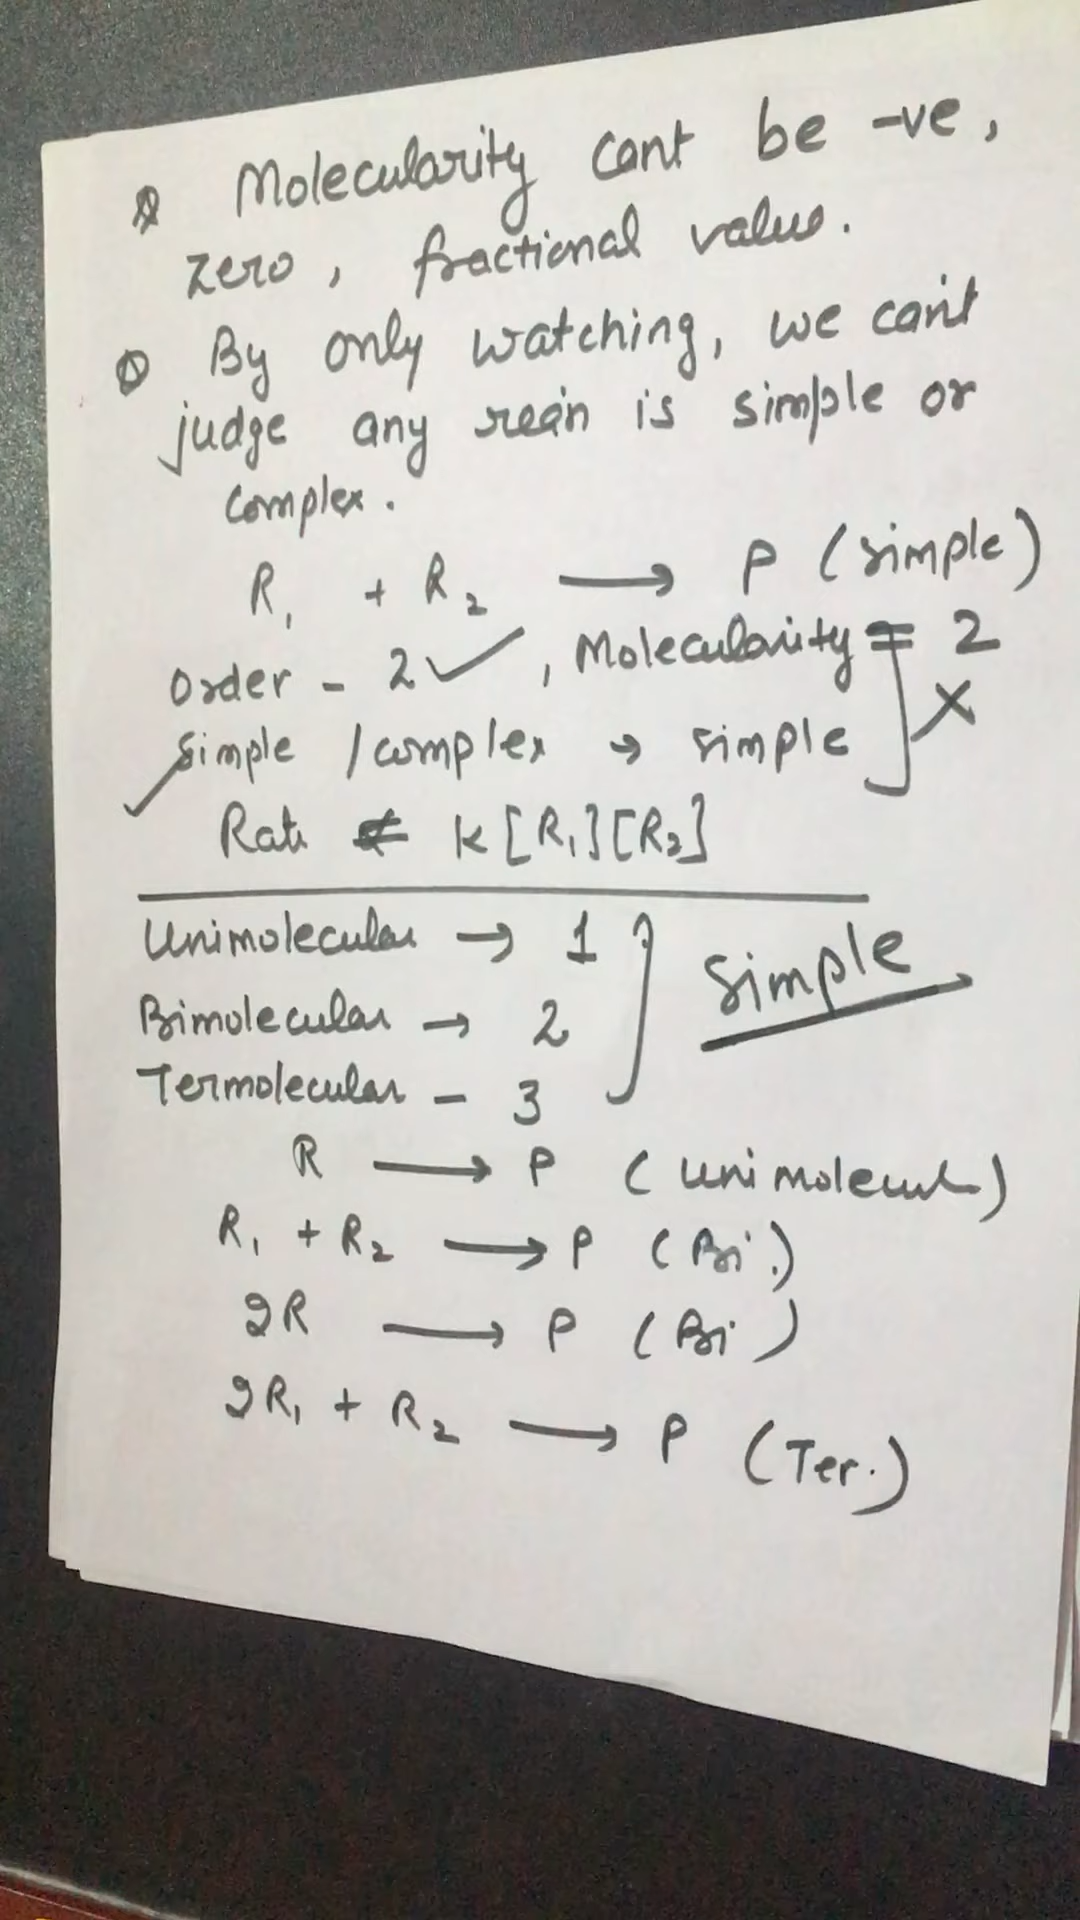 Molecularity cant be -ve,
zero, fractional value.
By only watching, we can't
judge any reän is simple or
complex.
R₁ + R₂ ⟶ P (simple)
Order - 2 ✓, Molecularity = 2
✓ Simple / complex → simple ] X
Rate ≠ K[R₁][R₂]
Unimolecular → 1
Bimolecular → 2 ] Simple
Termolecular - 3
R ⟶ P (unimolecul)
R₁ + R₂ ⟶ P (Bi.)
2R ⟶ P (Bi)
2R₁ + R₂ ⟶ P (Ter.)